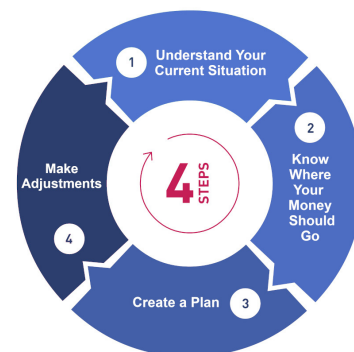 1
Understand Your
Current Situation
2
Know
Where
Your
Money
Should
Go
3
Create a Plan
4
Make
Adjustments
4
STEPS